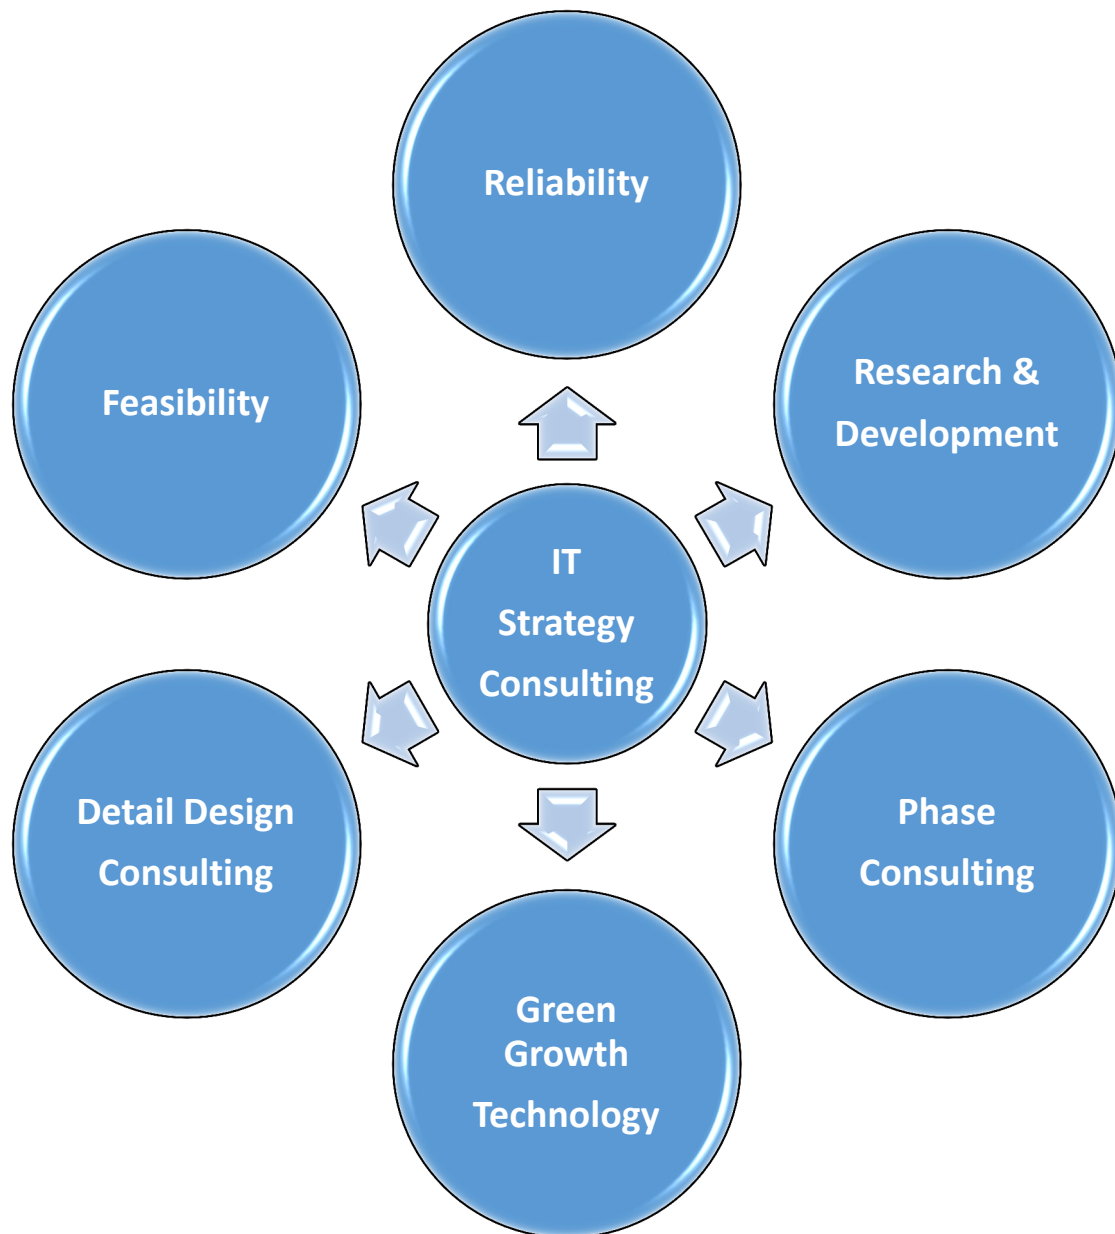 Reliability
Research &
Development
Feasibility
IT
Strategy
Consulting
Detail Design
Consulting
Phase
Consulting
Green
Growth
Technology